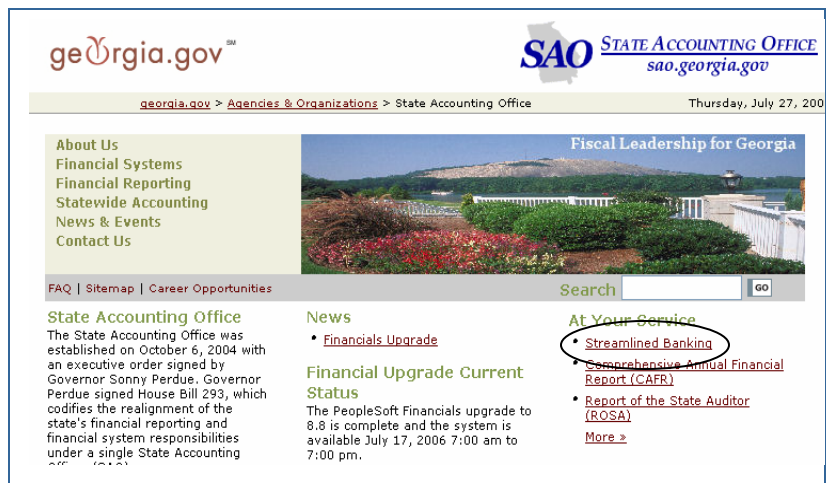 georgia.gov SM
SAO STATE ACCOUNTING OFFICE
sao.georgia.gov
georgia.gov > Agencies & Organizations > State Accounting Office
Thursday, July 27, 200
About Us
Financial Systems
Financial Reporting
Statewide Accounting
News & Events
Contact Us
Fiscal Leadership for Georgia
FAQ | Sitemap | Career Opportunities
Search GO
State Accounting Office
The State Accounting Office was
established on October 6, 2004 with
an executive order signed by
Governor Sonny Perdue. Governor
Perdue signed House Bill 293, which
codifies the realignment of the
state's financial reporting and
financial system responsibilities
under a single State Accounting
News
• Financials Upgrade
Financial Upgrade Current
Status
The PeopleSoft Financials upgrade to
8.8 is complete and the system is
available July 17, 2006 7:00 am to
7:00 pm.
At Your Service
• Streamlined Banking
• Comprehensive Annual Financial
Report (CAFR)
• Report of the State Auditor
(ROSA)
More »